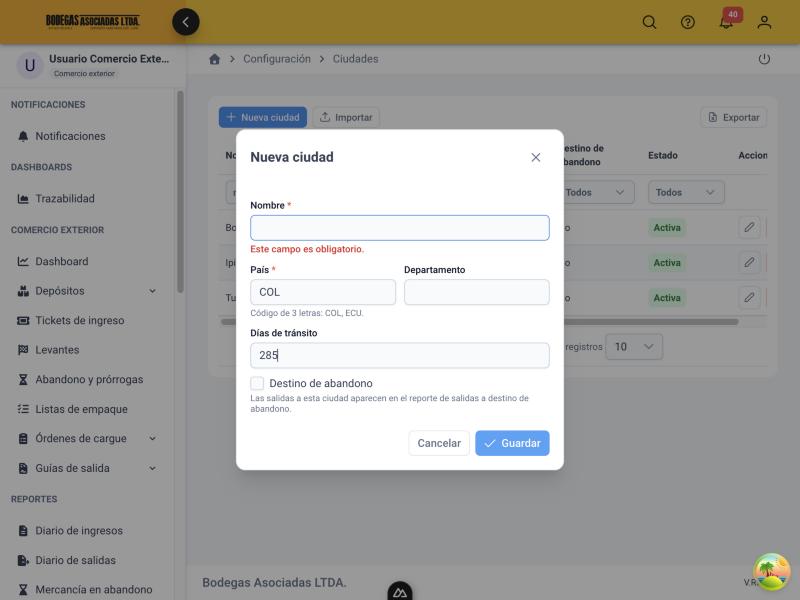 BODEGAS ASOCIADAS LTDA.
40
U
Usuario Comercio Exte...
Comercio exterior
Configuración
Ciudades
NOTIFICACIONES
Notificaciones
DASHBOARDS
Trazabilidad
COMERCIO EXTERIOR
Dashboard
Depósitos
Tickets de ingreso
Levantes
Abandono y prórrogas
Listas de empaque
Órdenes de cargue
Guías de salida
REPORTES
Diario de ingresos
Diario de salidas
Mercancía en abandono
Nueva ciudad
Importar
Exportar
Estado
Todos
Todos
Activa
Activa
Activa
registros
10
Nueva ciudad
Nombre *
Este campo es obligatorio.
País *
Departamento
COL
Código de 3 letras: COL, ECU.
Días de tránsito
285
Destino de abandono
Las salidas a esta ciudad aparecen en el reporte de salidas a destino de
abandono.
Cancelar
Guardar
Bodegas Asociadas LTDA.